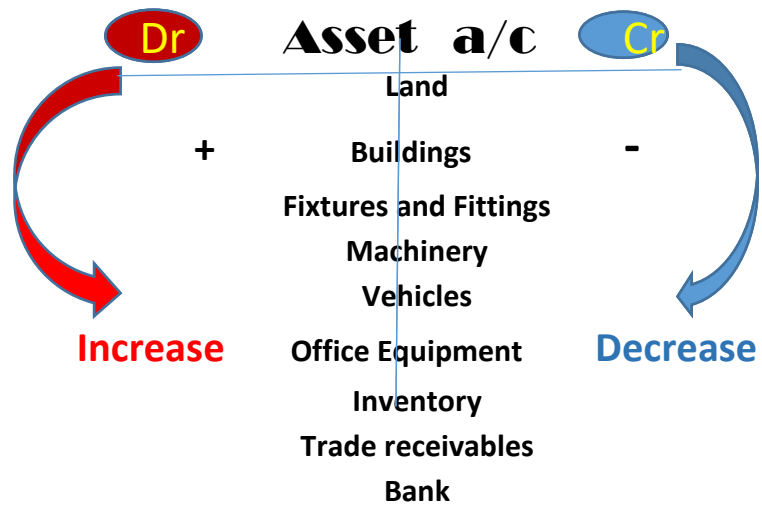 Dr Asset a/c Cr
Land
+ Buildings -
Fixtures and Fittings
Machinery
Vehicles
Increase Office Equipment Decrease
Inventory
Trade receivables
Bank